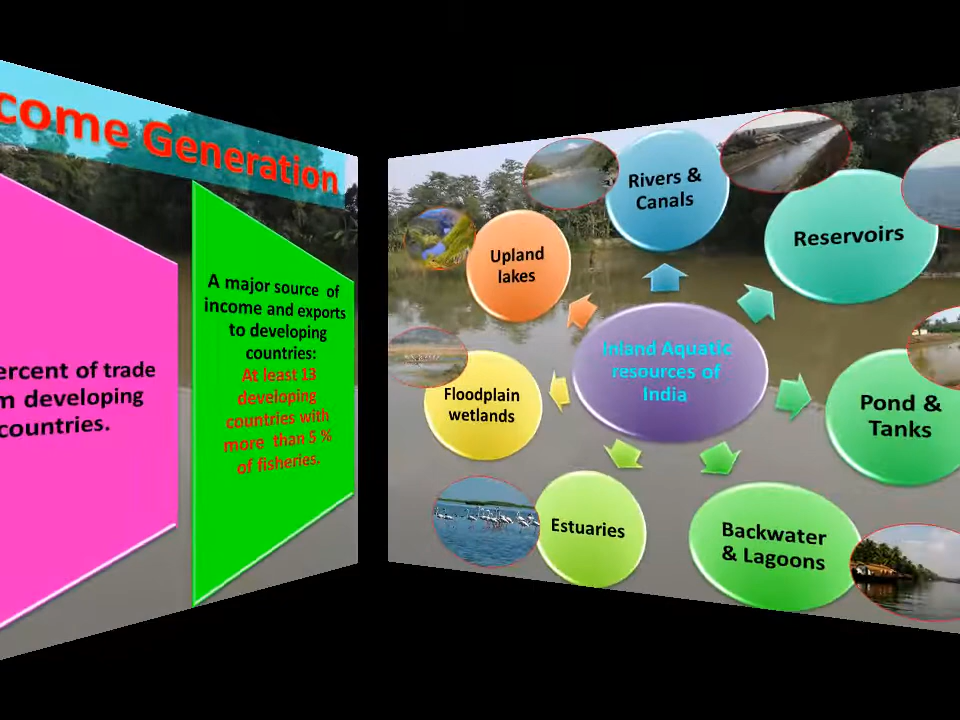 come Generation
ercent of trade
m developing
countries.
A major source of
income and exports
to developing
countries:
At least 13
developing
countries with
more than 5 %
of fisheries.
Rivers &
Canals
Reservoirs
Upland
lakes
Inland Aquatic
resources of
India
Floodplain
wetlands
Pond &
Tanks
Estuaries
Backwater
& Lagoons